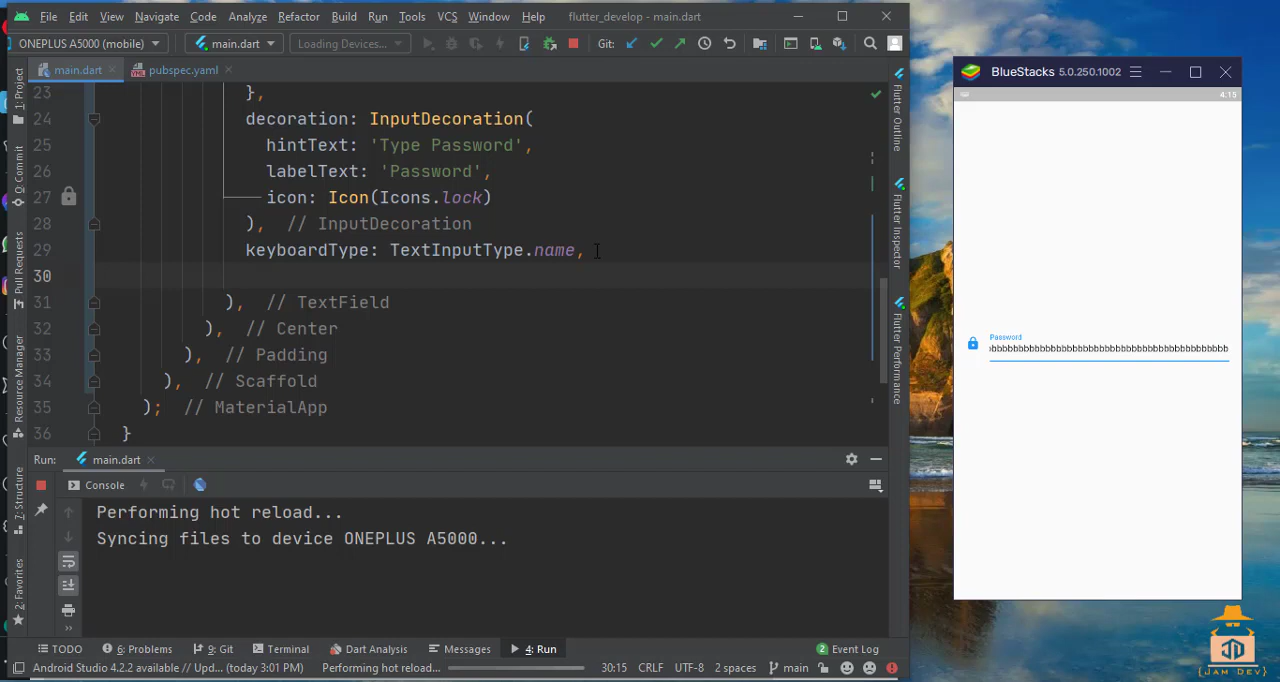 File Edit View Navigate Code Analyze Refactor Build Run Tools VCS Window Help flutter_develop - main.dart
ONEPLUS A5000 (mobile) main.dart Loading Devices... Git:
main.dart pubspec.yaml
23 },
24 decoration: InputDecoration(
25 hintText: 'Type Password',
26 labelText: 'Password',
27 icon: Icon(Icons.lock)
28 ), // InputDecoration
29 keyboardType: TextInputType.name,
30
31 ), // TextField
32 ), // Center
33 ), // Padding
34 ), // Scaffold
35 ); // MaterialApp
36 }
Run: main.dart
Console
Performing hot reload...
Syncing files to device ONEPLUS A5000...
TODO 6: Problems 9: Git Terminal Dart Analysis Messages 4: Run 2 Event Log
Android Studio 4.2.2 available // Upd... (today 3:01 PM) Performing hot reload... 30:15 CRLF UTF-8 2 spaces main
1: Project
Commit
Pull Requests
Resource Manager
7: Structure
2: Favorites
Flutter Outline
Flutter Inspector
Flutter Performance
BlueStacks 5.0.250.1002
4:15
Password
JD
{JAM DEV}